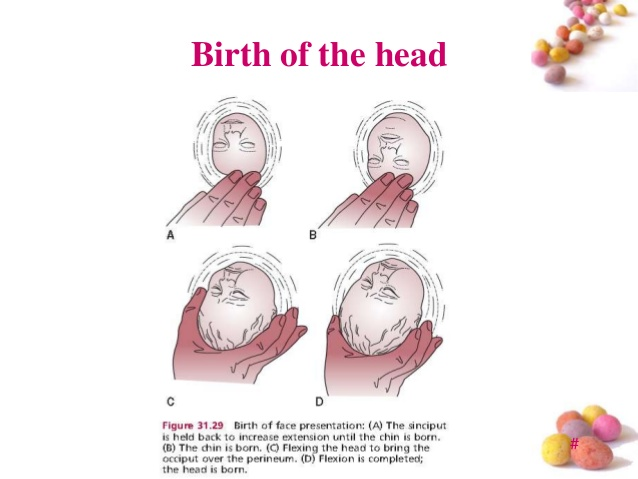 Birth of the head
A
B
C
D
Figure 31.29 Birth of face presentation: (A) The sinciput
is held back to increase extension until the chin is born.
(B) The chin is born. (C) Flexing the head to bring the
occiput over the perineum. (D) Flexion is completed;
the head is born.
#